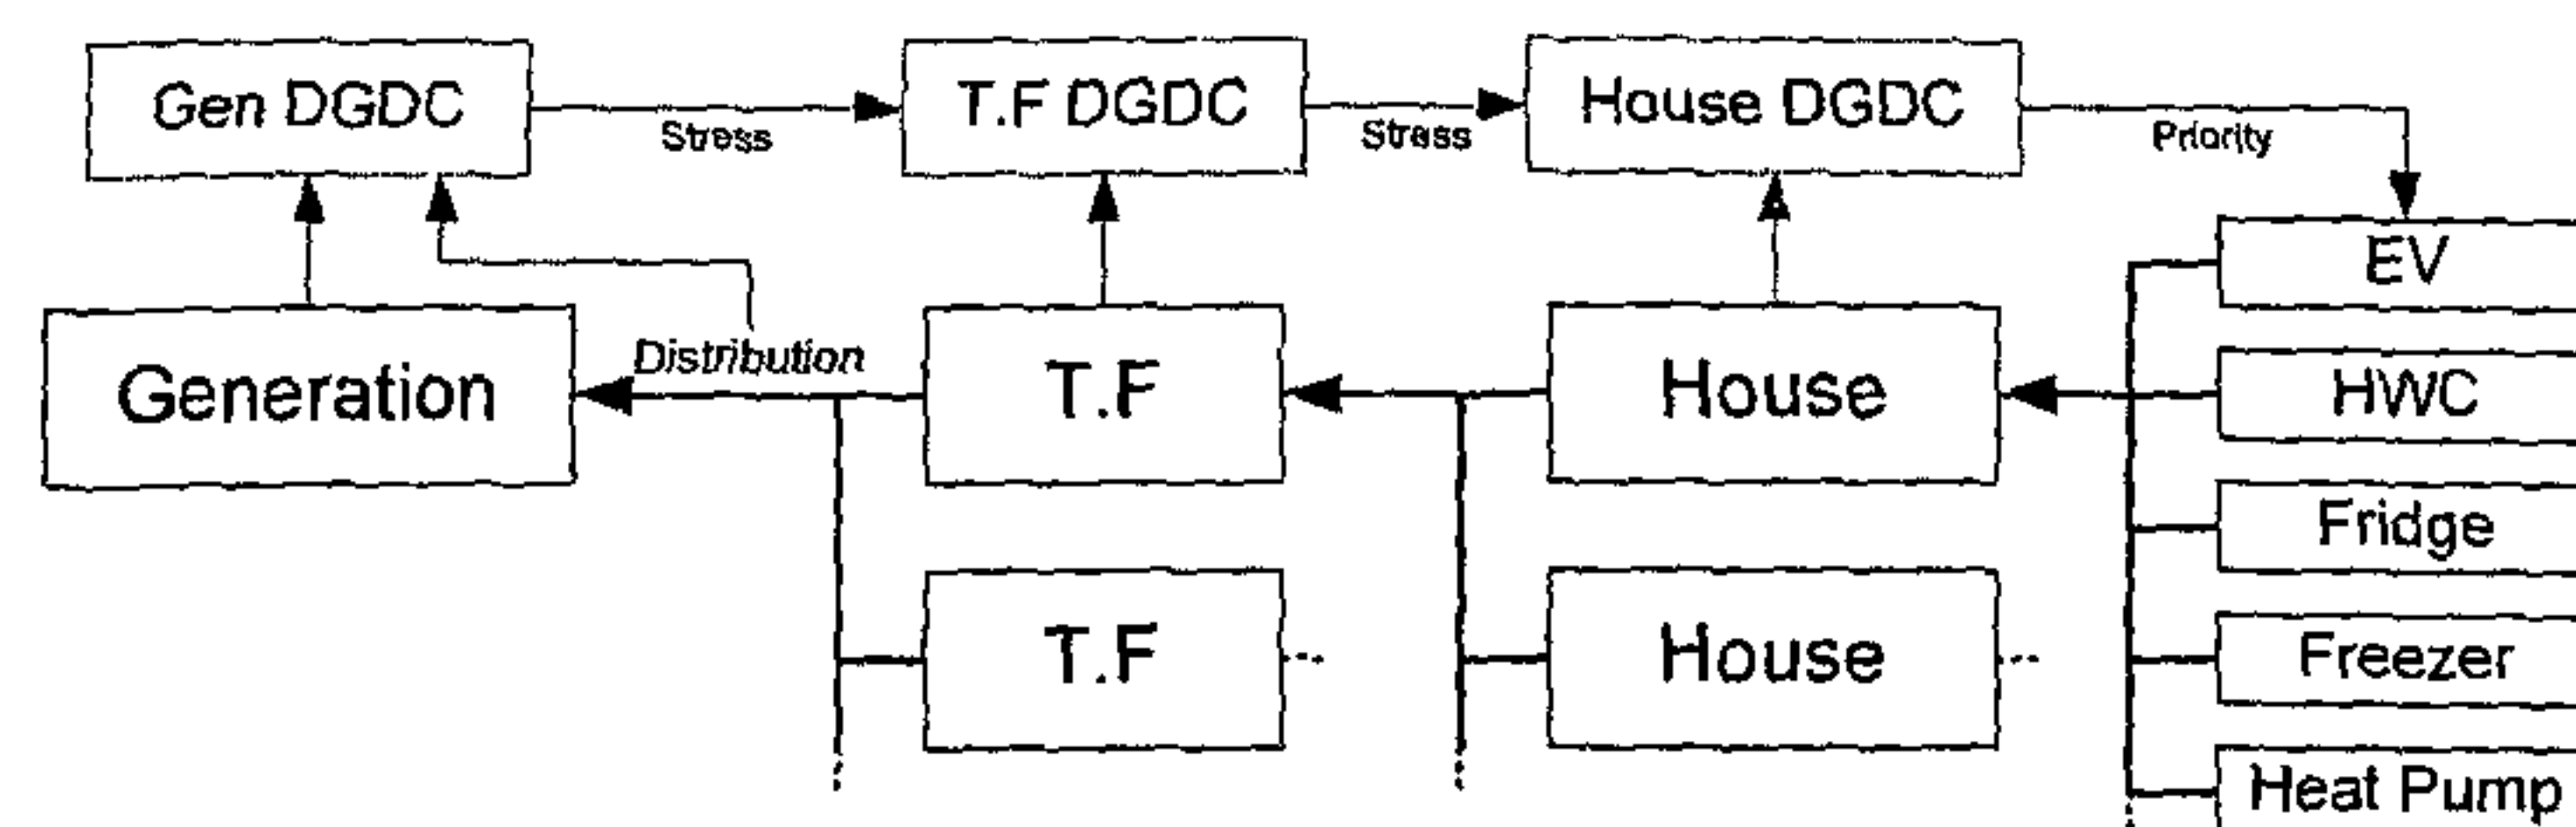 Gen DGDC
Stress
T.F DGDC
Stress
House DGDC
Priority
EV
Generation
Distribution
T.F
House
HWC
Fridge
T.F
House
Freezer
Heat Pump